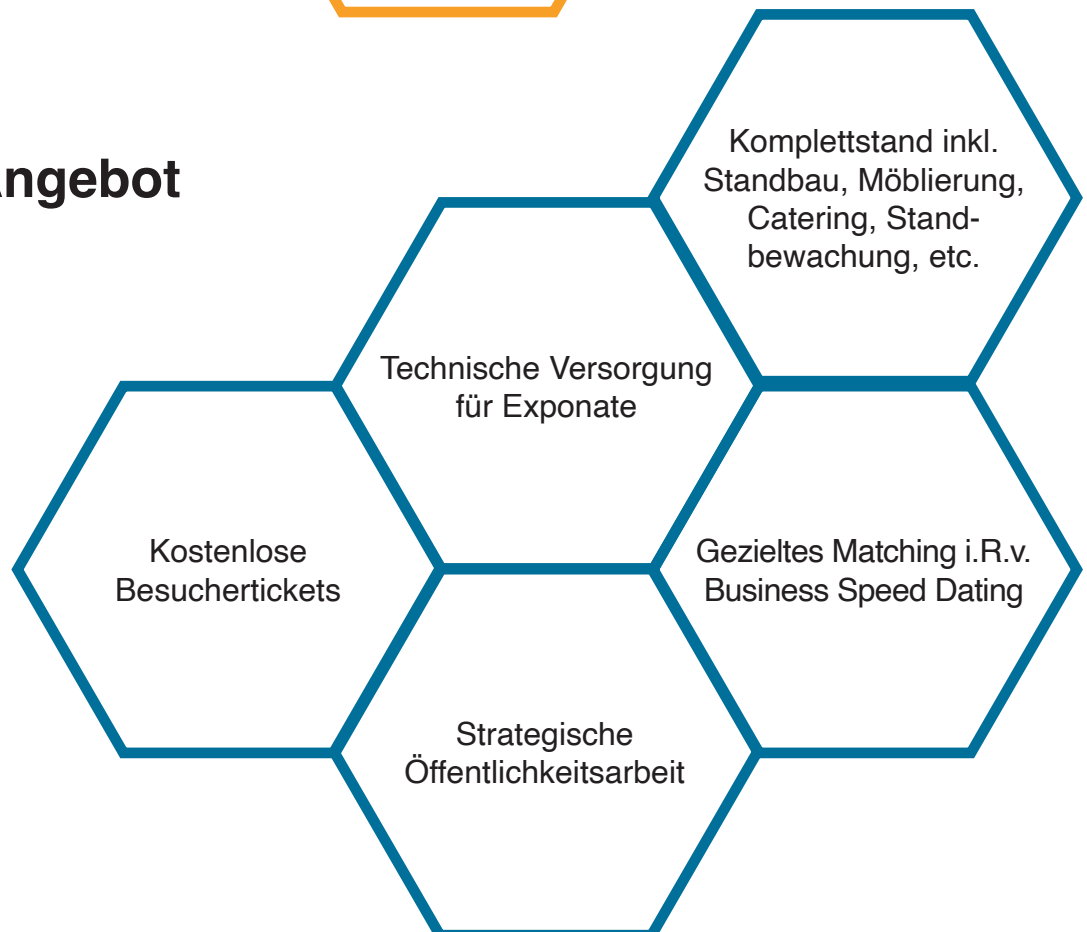 Angebot
Komplettstand inkl.
Standbau, Möblierung,
Catering, Stand-
bewachung, etc.
Technische Versorgung
für Exponate
Kostenlose
Besuchertickets
Gezieltes Matching i.R.v.
Business Speed Dating
Strategische
Öffentlichkeitsarbeit